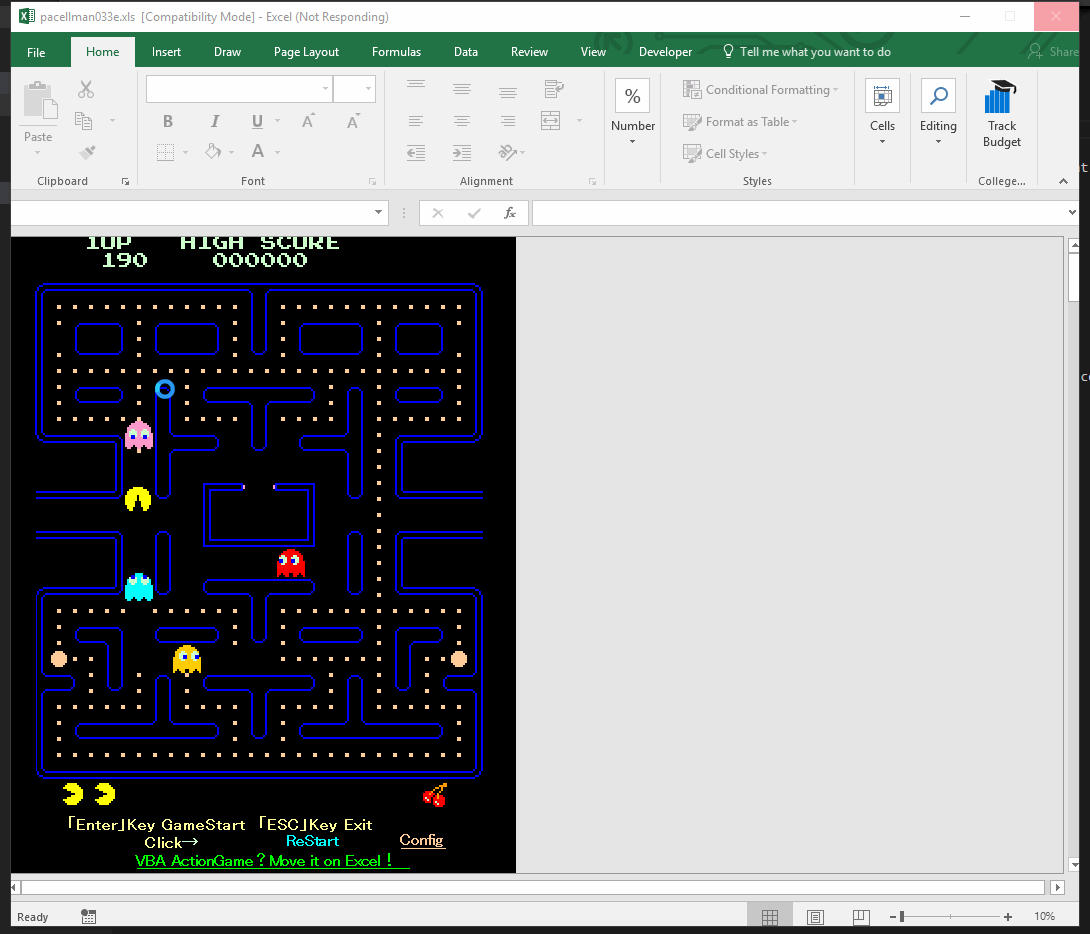 pacellman033e.xls [Compatibility Mode] - Excel (Not Responding)
File Home Insert Draw Page Layout Formulas Data Review View Developer Tell me what you want to do Share
Paste
B I U A A
A
% Number
Conditional Formatting
Format as Table
Cell Styles
Cells
Editing
Track Budget
Clipboard Font Alignment Styles College...
fx
1UP HIGH SCORE
190 000000
「Enter」Key GameStart 「ESC」Key Exit
Click→ ReStart Config
VBA ActionGame？Move it on Excel！
Ready 10%